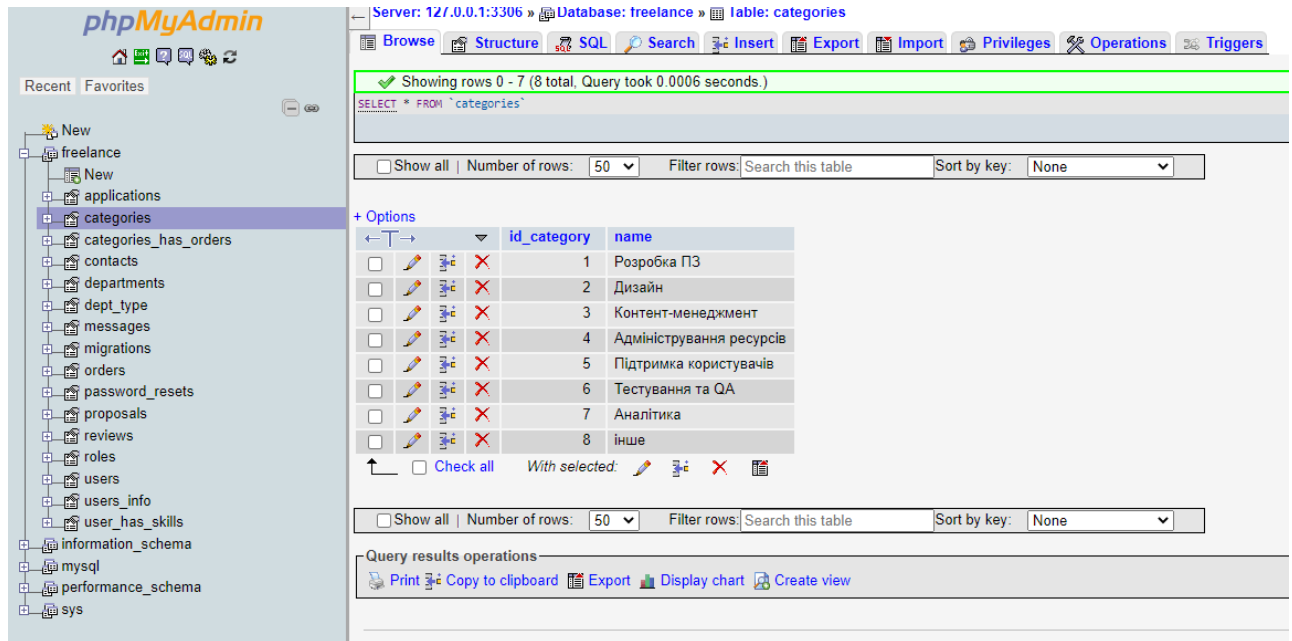 phpMyAdmin
Recent Favorites
New
freelance
New
applications
categories
categories_has_orders
contacts
departments
dept_type
messages
migrations
orders
password_resets
proposals
reviews
roles
users
users_info
user_has_skills
information_schema
mysql
performance_schema
sys
Server: 127.0.0.1:3306 » Database: freelance » Table: categories
Browse Structure SQL Search Insert Export Import Privileges Operations Triggers
Showing rows 0 - 7 (8 total, Query took 0.0006 seconds.)
SELECT * FROM `categories`
Show all | Number of rows: 50 Filter rows: Search this table Sort by key: None
+ Options
←T→ id_category name
1 Розробка ПЗ
2 Дизайн
3 Контент-менеджмент
4 Адміністрування ресурсів
5 Підтримка користувачів
6 Тестування та QA
7 Аналітика
8 інше
Check all With selected:
Show all | Number of rows: 50 Filter rows: Search this table Sort by key: None
Query results operations
Print Copy to clipboard Export Display chart Create view